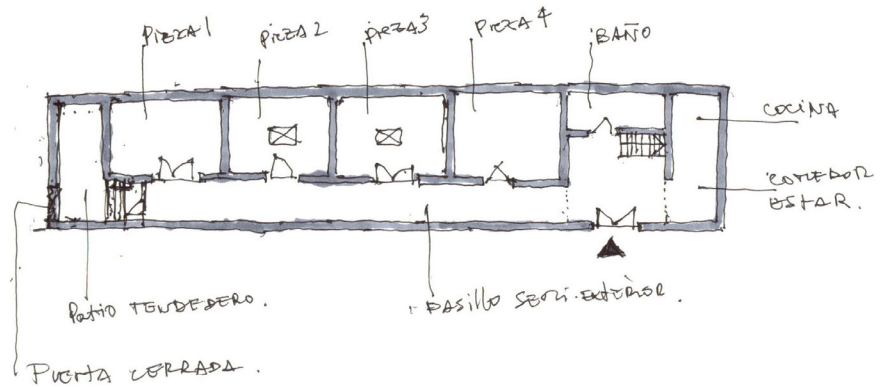 PIEZA 1
PIEZA 2
PIEZA 3
PIEZA 4
BAÑO
COCINA
COMEDOR
ESTAR.
PATIO TENDEDERO.
PASILLO SEMI-EXTERIOR.
PUERTA CERRADA.